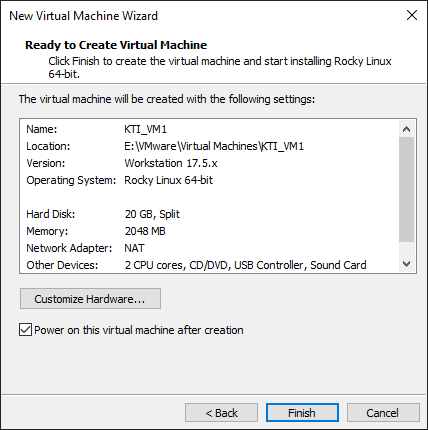 New Virtual Machine Wizard
Ready to Create Virtual Machine
Click Finish to create the virtual machine and start installing Rocky Linux
64-bit.
The virtual machine will be created with the following settings:
Name: KTI_VM1
Location: E:\VMware\Virtual Machines\KTI_VM1
Version: Workstation 17.5.x
Operating System: Rocky Linux 64-bit
Hard Disk: 20 GB, Split
Memory: 2048 MB
Network Adapter: NAT
Other Devices: 2 CPU cores, CD/DVD, USB Controller, Sound Card
Customize Hardware...
Power on this virtual machine after creation
< Back Finish Cancel